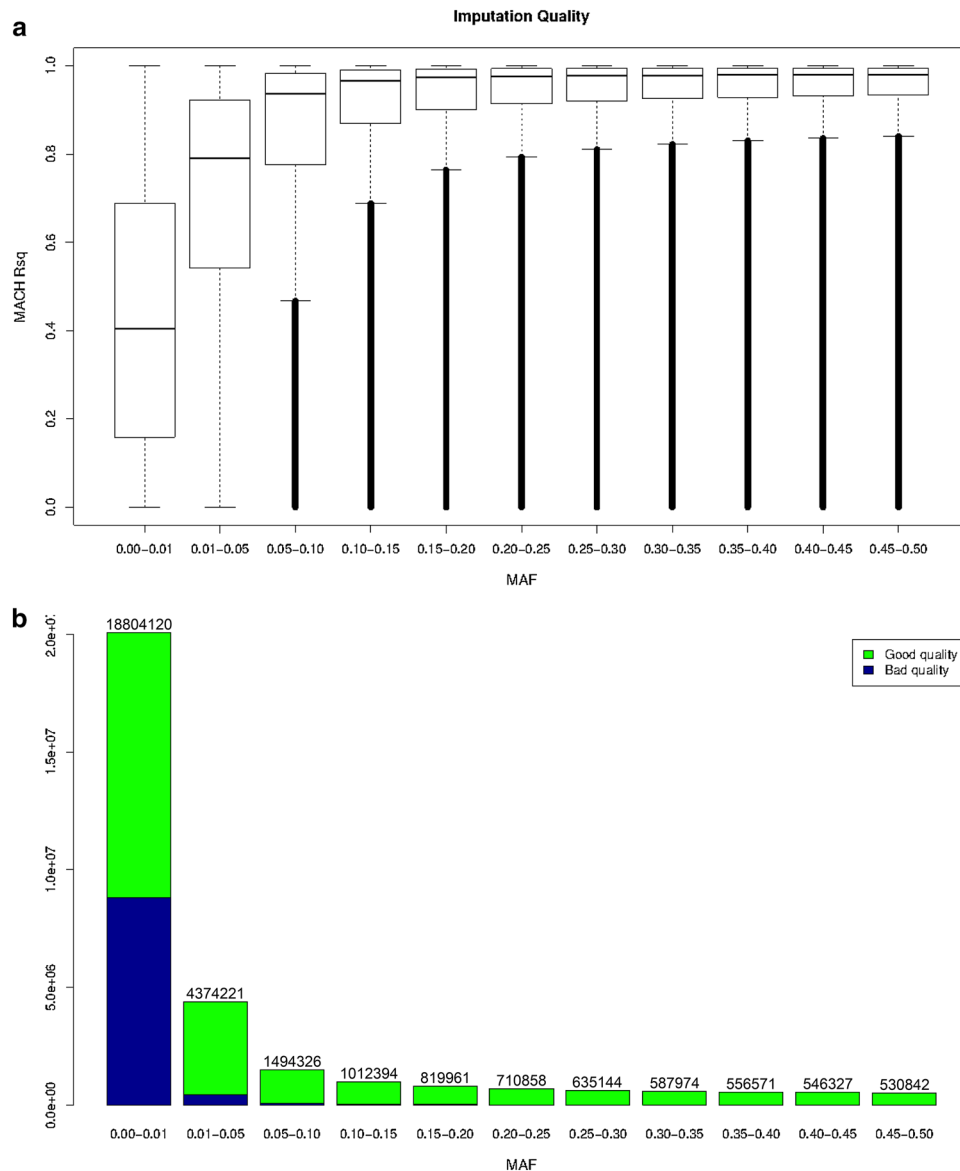 Imputation Quality
a
MACH Rsq
1.0
0.8
0.6
0.4
0.2
0.0
0.00-0.01 0.01-0.05 0.05-0.10 0.10-0.15 0.15-0.20 0.20-0.25 0.25-0.30 0.30-0.35 0.35-0.40 0.40-0.45 0.45-0.50
MAF
b
1.5e+07
1.0e+07
5.0e+06
0.0e+00
18804120
4374221
1494326
1012394
819961
710858
635144
587974
556571
546327
530842
Good quality
Bad quality
0.00-0.01 0.01-0.05 0.05-0.10 0.10-0.15 0.15-0.20 0.20-0.25 0.25-0.30 0.30-0.35 0.35-0.40 0.40-0.45 0.45-0.50
MAF